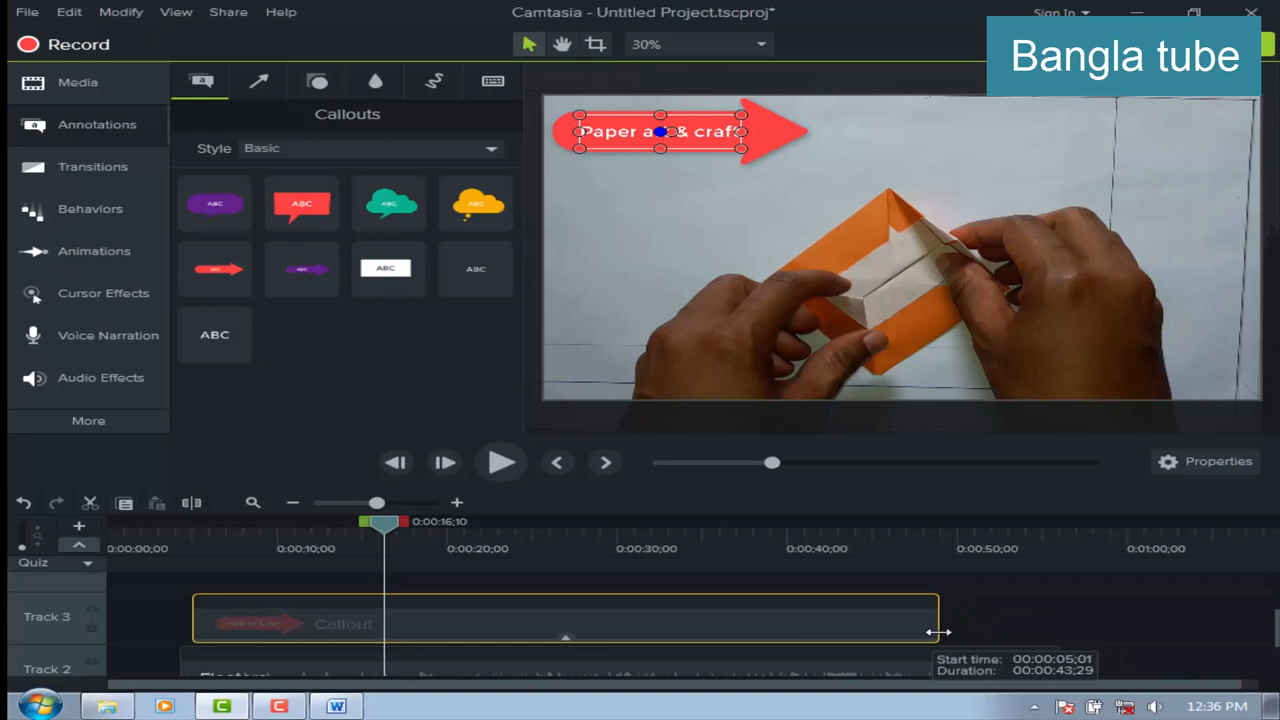 File Edit Modify View Share Help
Camtasia - Untitled Project.tscproj*
Sign In
Bangla tube
Record
30%
Media
Annotations
Transitions
Behaviors
Animations
Cursor Effects
Voice Narration
Audio Effects
More
Callouts
Style Basic
ABC ABC ABC ABC
ABC ABC ABC ABC
ABC
Paper art & craft
Properties
0:00:16;10
0:00:00;00 0:00:10;00 0:00:20;00 0:00:30;00 0:00:40;00 0:00:50;00 0:01:00;00
Quiz
Track 3
Callout
Track 2
Start time: 00:00:05;01
Duration: 00:00:43;29
12:36 PM